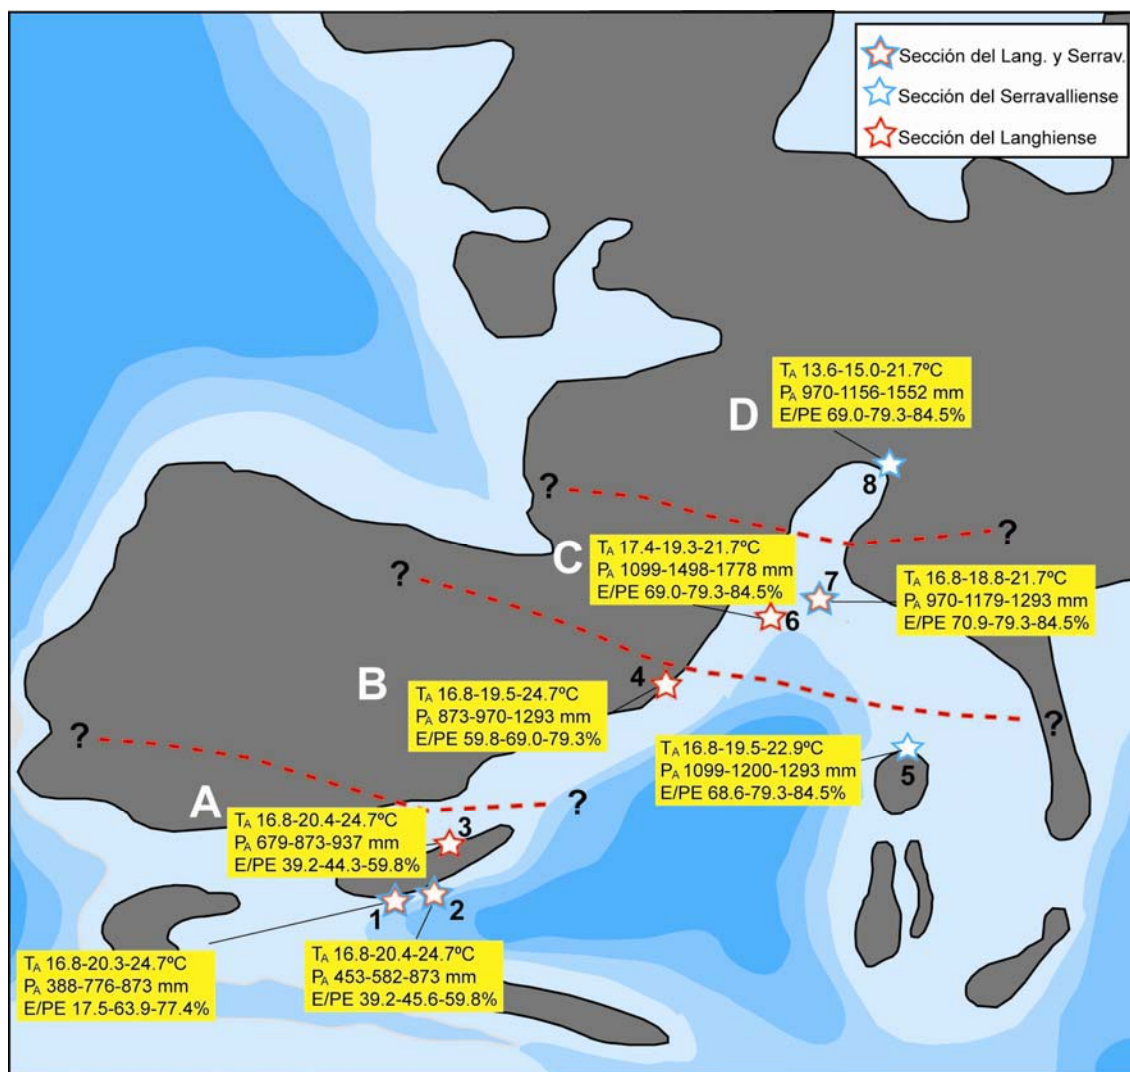 Sección del Lang. y Serrav.
Sección del Serravalliense
Sección del Langhiense
TA 13.6-15.0-21.7ºC
PA 970-1156-1552 mm
E/PE 69.0-79.3-84.5%
D
8
?
?
C
TA 17.4-19.3-21.7ºC
PA 1099-1498-1778 mm
E/PE 69.0-79.3-84.5%
?
7
TA 16.8-18.8-21.7ºC
PA 970-1179-1293 mm
E/PE 70.9-79.3-84.5%
6
B
4
TA 16.8-19.5-24.7ºC
PA 873-970-1293 mm
E/PE 59.8-69.0-79.3%
?
?
TA 16.8-19.5-22.9ºC
PA 1099-1200-1293 mm
E/PE 68.6-79.3-84.5%
5
A
?
TA 16.8-20.4-24.7ºC
PA 679-873-937 mm
E/PE 39.2-44.3-59.8%
3
1
2
TA 16.8-20.3-24.7ºC
PA 388-776-873 mm
E/PE 17.5-63.9-77.4%
TA 16.8-20.4-24.7ºC
PA 453-582-873 mm
E/PE 39.2-45.6-59.8%